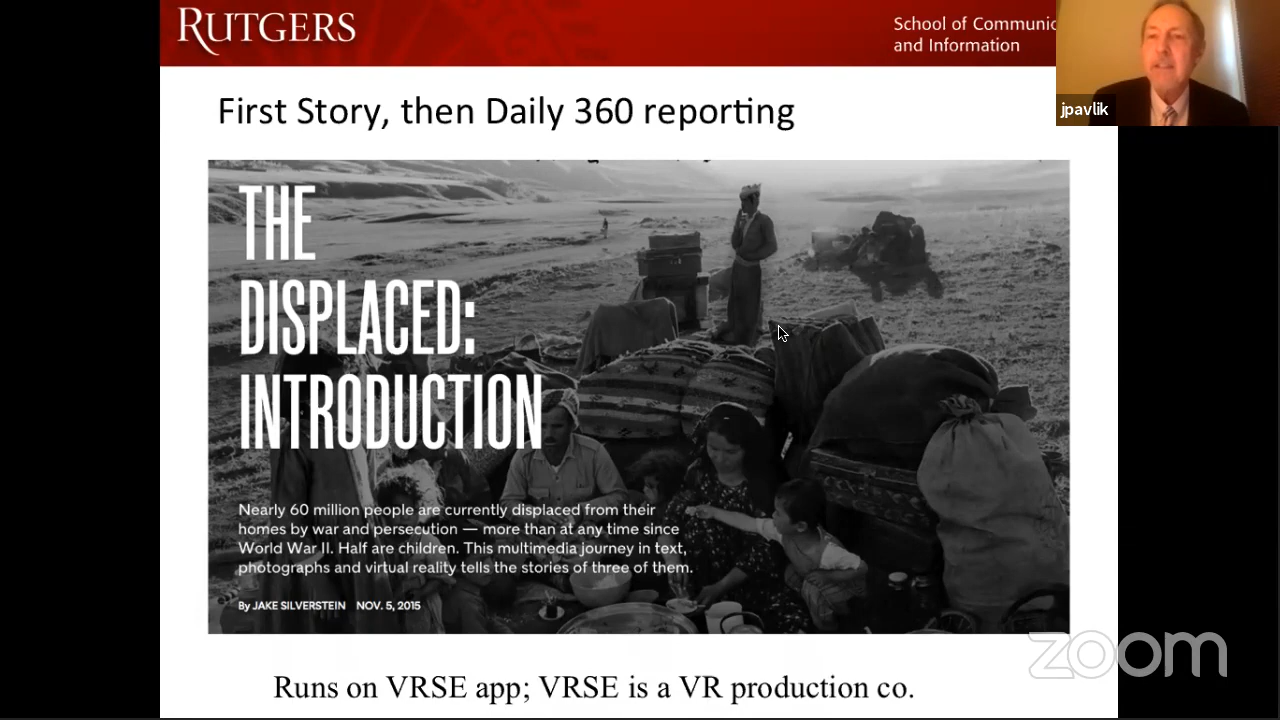 RUTGERS
School of Communic
and Information
jpavlik
First Story, then Daily 360 reporting
THE
DISPLACED:
INTRODUCTION
Nearly 60 million people are currently displaced from their
homes by war and persecution — more than at any time since
World War II. Half are children. This multimedia journey in text,
photographs and virtual reality tells the stories of three of them.
By JAKE SILVERSTEIN NOV. 5, 2015
zoom
Runs on VRSE app; VRSE is a VR production co.